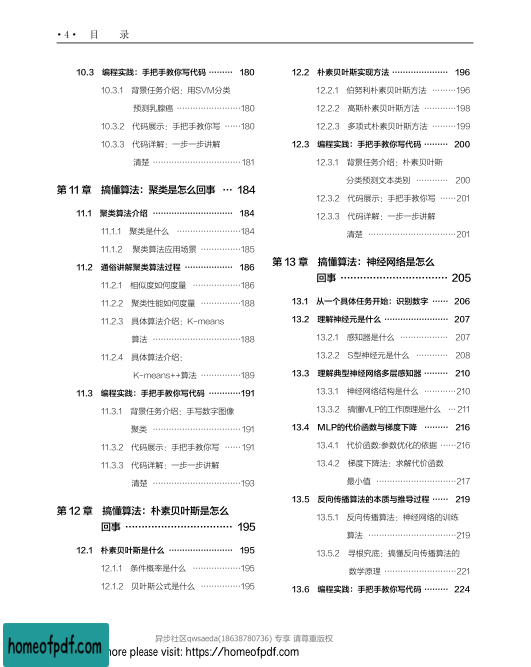 ·4· 目 录
10.3 编程实践：手把手教你写代码 ……… 180
10.3.1 背景任务介绍：用SVM分类
预测乳腺癌 ……………………180
10.3.2 代码展示：手把手教你写 ……180
10.3.3 代码详解：一步一步讲解
清楚 ……………………………181
第 11 章 搞懂算法：聚类是怎么回事 … 184
11.1 聚类算法介绍 ………………………… 184
11.1.1 聚类是什么 ……………………184
11.1.2 聚类算法应用场景 ……………185
11.2 通俗讲解聚类算法过程 ……………… 186
11.2.1 相似度如何度量 ………………186
11.2.2 聚类性能如何度量 ……………188
11.2.3 具体算法介绍：K-means
算法 ……………………………188
11.2.4 具体算法介绍：
K-means++算法 ……………189
11.3 编程实践：手把手教你写代码 …………191
11.3.1 背景任务介绍：手写数字图像
聚类 ……………………………191
11.3.2 代码展示：手把手教你写 ……191
11.3.3 代码详解：一步一步讲解
清楚 ……………………………193
第 12 章 搞懂算法：朴素贝叶斯是怎么
回事 …………………………… 195
12.1 朴素贝叶斯是什么 …………………… 195
12.1.1 条件概率是什么 ………………195
12.1.2 贝叶斯公式是什么 ……………195
12.2 朴素贝叶斯实现方法 ………………… 196
12.2.1 伯努利朴素贝叶斯方法 ………196
12.2.2 高斯朴素贝叶斯方法 …………198
12.2.3 多项式朴素贝叶斯方法 ………199
12.3 编程实践：手把手教你写代码 ……… 200
12.3.1 背景任务介绍：朴素贝叶斯
分类预测文本类别 ………… 200
12.3.2 代码展示：手把手教你写 ……201
12.3.3 代码详解：一步一步讲解
清楚 ……………………………201
第 13 章 搞懂算法：神经网络是怎么
回事 …………………………… 205
13.1 从一个具体任务开始：识别数字 …… 206
13.2 理解神经元是什么 …………………… 207
13.2.1 感知器是什么 ……………… 207
13.2.2 S型神经元是什么 ………… 208
13.3 理解典型神经网络多层感知器 ……… 210
13.3.1 神经网络结构是什么 …………210
13.3.2 搞懂MLP的工作原理是什么 …211
13.4 MLP的代价函数与梯度下降 ……… 216
13.4.1 代价函数:参数优化的依据 ……216
13.4.2 梯度下降法：求解代价函数
最小值 …………………………217
13.5 反向传播算法的本质与推导过程 …… 219
13.5.1 反向传播算法：神经网络的训练
算法 ……………………………219
13.5.2 寻根究底：搞懂反向传播算法的
数学原理 ………………………221
13.6 编程实践：手把手教你写代码 ……… 224
异步社区qwsaeda(18638780736) 专享 请尊重版权
homeofpdf.com
ore please visit: https://homeofpdf.com